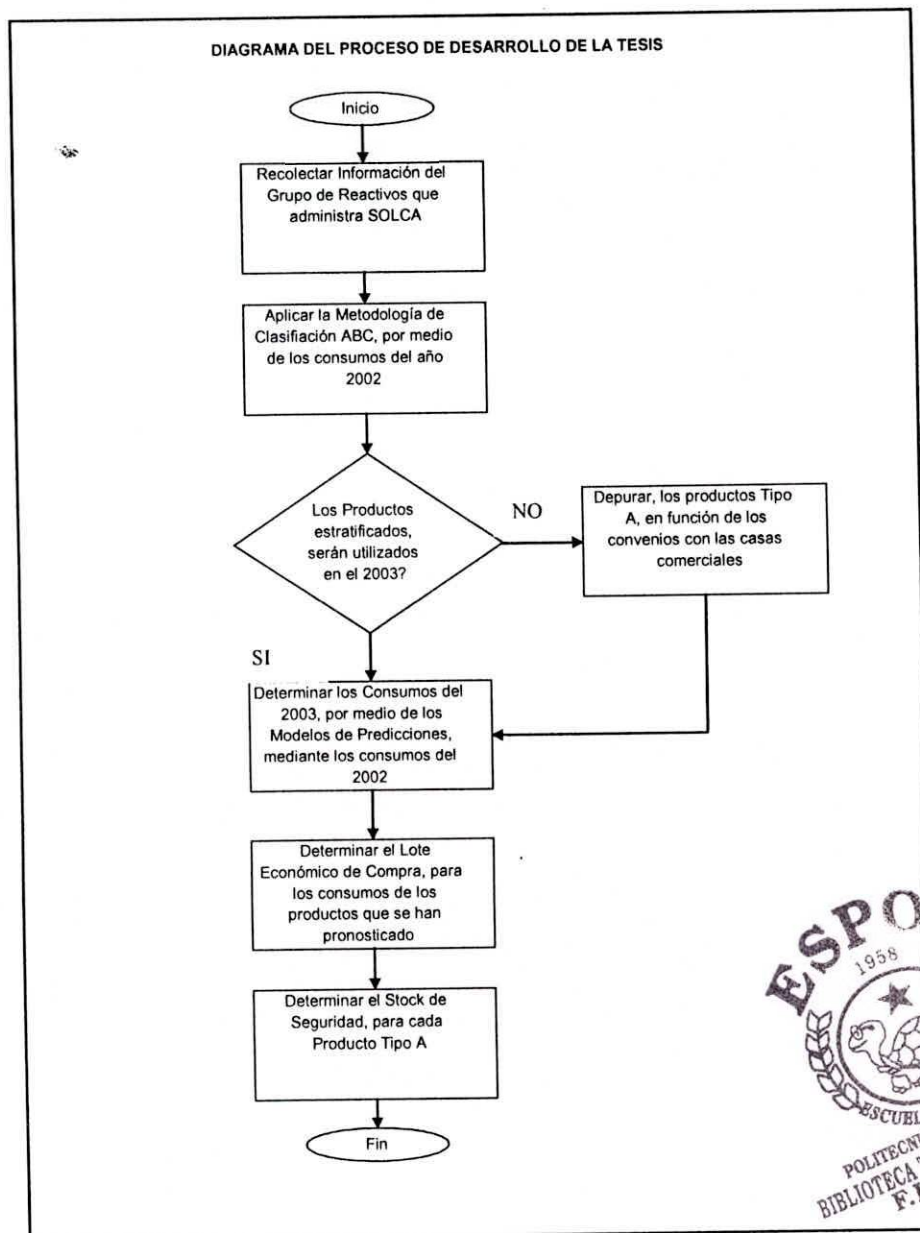 DIAGRAMA DEL PROCESO DE DESARROLLO DE LA TESIS
Inicio
Recolectar Información del
Grupo de Reactivos que
administra SOLCA
Aplicar la Metodología de
Clasifiación ABC, por medio
de los consumos del año
2002
Los Productos
estratificados,
serán utilizados
en el 2003?
NO
Depurar, los productos Tipo
A, en función de los
convenios con las casas
comerciales
SI
Determinar los Consumos del
2003, por medio de los
Modelos de Predicciones,
mediante los consumos del
2002
Determinar el Lote
Económico de Compra, para
los consumos de los
productos que se han
pronosticado
Determinar el Stock de
Seguridad, para cada
Producto Tipo A
Fin
ESPO
1958
ESCUEL
POLITECN
BIBLIOTECA
F.